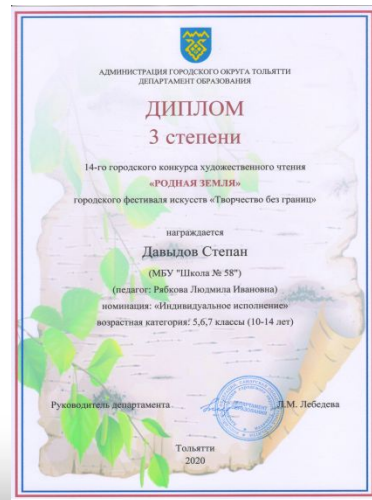 АДМИНИСТРАЦИЯ ГОРОДСКОГО ОКРУГА ТОЛЬЯТТИ
ДЕПАРТАМЕНТ ОБРАЗОВАНИЯ
ДИПЛОМ
3 степени
14-го городского конкурса художественного чтения
«РОДНАЯ ЗЕМЛЯ»
городского фестиваля искусств «Творчество без границ»
награждается
Давыдов Степан
(МБУ "Школа № 58")
(педагог: Рябкова Людмила Ивановна)
номинация: «Индивидуальное исполнение»
возрастная категория: 5,6,7 классы (10-14 лет)
Руководитель департамента Л.М. Лебедева
Тольятти
2020